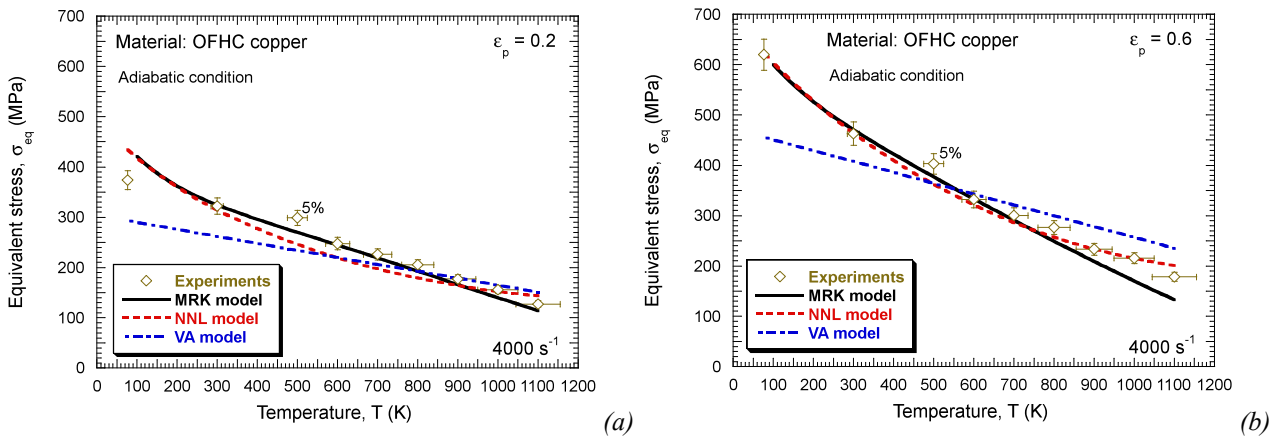 Material: OFHC copper
εp = 0.2
Adiabatic condition
5%
Experiments
MRK model
NNL model
VA model
4000 s-1
700
600
500
400
300
200
100
0
0 100 200 300 400 500 600 700 800 900 1000 1100 1200
Equivalent stress, σeq (MPa)
Temperature, T (K)
(a)
Material: OFHC copper
εp = 0.6
Adiabatic condition
5%
Experiments
MRK model
NNL model
VA model
4000 s-1
700
600
500
400
300
200
100
0
0 100 200 300 400 500 600 700 800 900 1000 1100 1200
Equivalent stress, σeq (MPa)
Temperature, T (K)
(b)